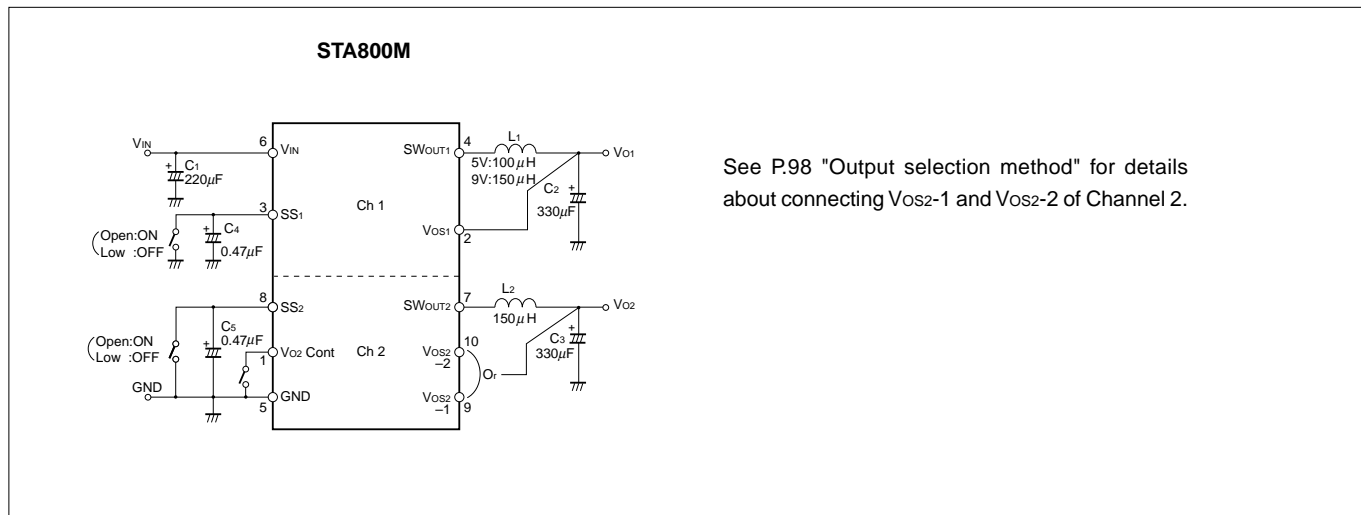 STA800M
VIN
6
VIN
C1
220μF
3
SS1
Open:ON
Low :OFF
C4
0.47μF
Ch 1
SWOUT1
4
L1
5V:100μH
9V:150μH
VO1
C2
330μF
VOS1
2
8
SS2
Open:ON
Low :OFF
C5
0.47μF
1
VO2 Cont
GND
5
GND
Ch 2
SWOUT2
7
L2
150μH
VO2
C3
330μF
10
VOS2
–2
Or
VOS2
–1
9
See P.98 "Output selection method" for details
about connecting VOS2-1 and VOS2-2 of Channel 2.